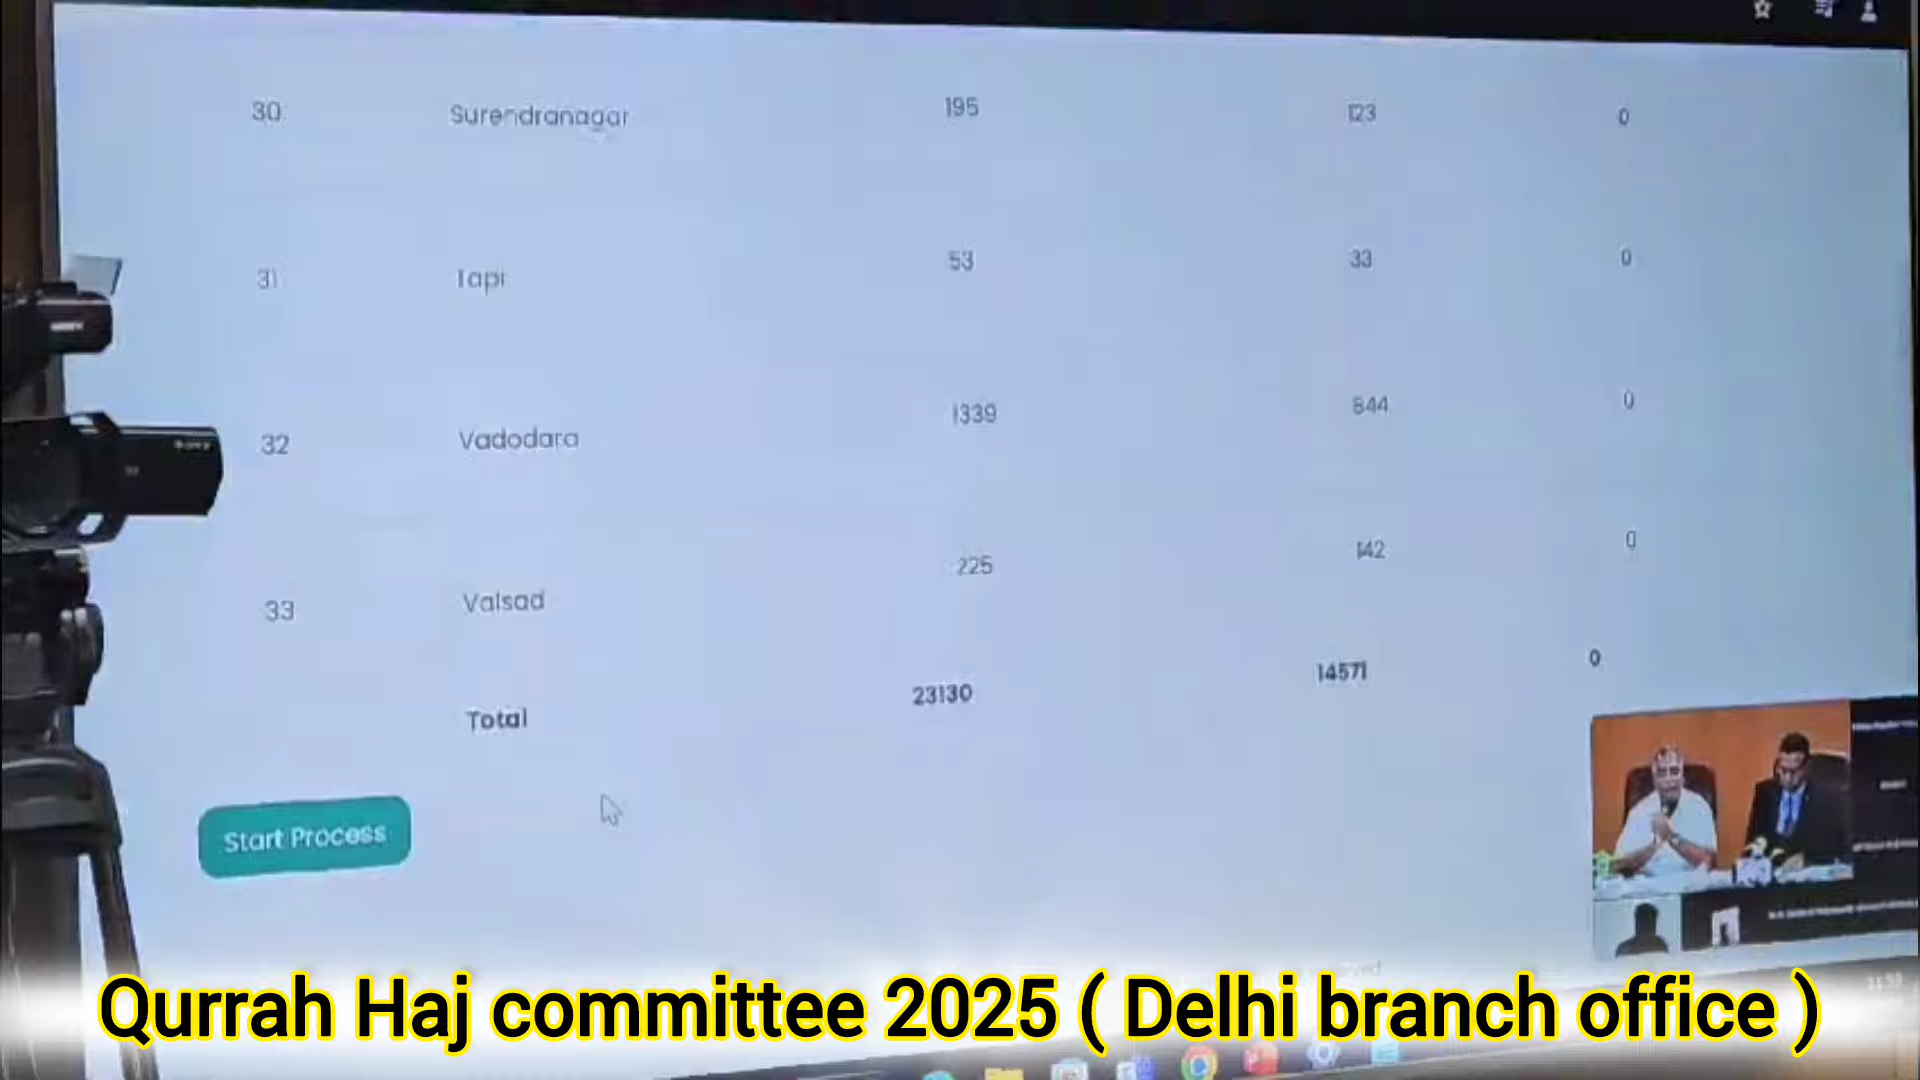 30 Surendranagar 195 123 0
31 Tapi 53 33 0
32 Vadodara 1339 844 0
33 Valsad 225 142 0
Total 23130 14571 0
Start Process
Qurrah Haj committee 2025 ( Delhi branch office )